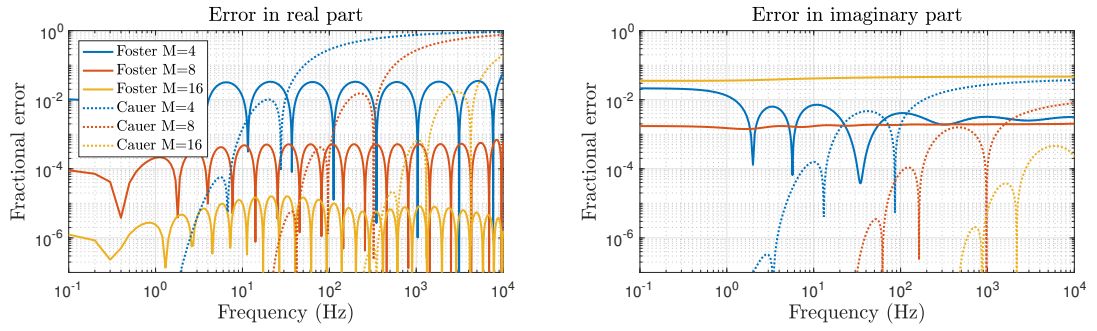 Error in real part
Fractional error
10^0
10^-2
10^-4
10^-6
Foster M=4
Foster M=8
Foster M=16
Cauer M=4
Cauer M=8
Cauer M=16
10^-1 10^0 10^1 10^2 10^3 10^4
Frequency (Hz)
Error in imaginary part
Fractional error
10^0
10^-2
10^-4
10^-6
10^-1 10^0 10^1 10^2 10^3 10^4
Frequency (Hz)